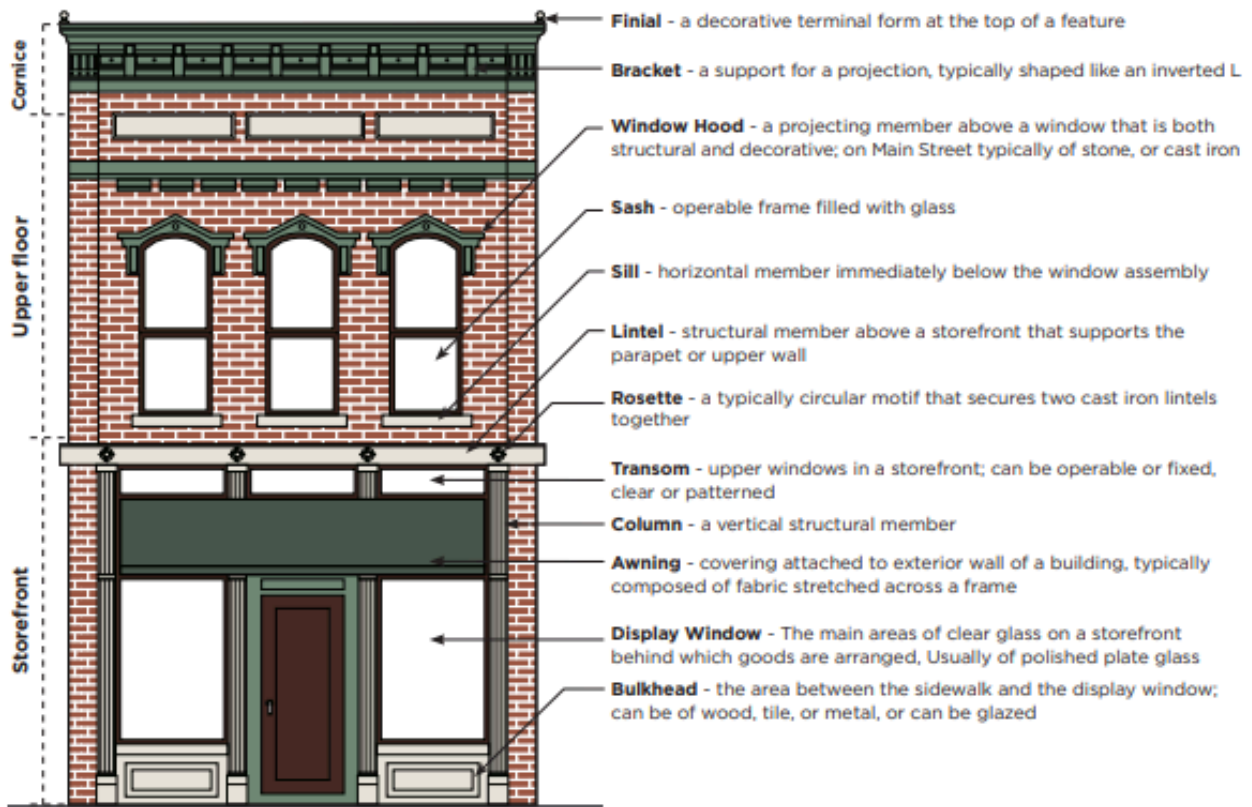 Cornice
Upper floor
Storefront
Finial - a decorative terminal form at the top of a feature
Bracket - a support for a projection, typically shaped like an inverted L
Window Hood - a projecting member above a window that is both
structural and decorative; on Main Street typically of stone, or cast iron
Sash - operable frame filled with glass
Sill - horizontal member immediately below the window assembly
Lintel - structural member above a storefront that supports the
parapet or upper wall
Rosette - a typically circular motif that secures two cast iron lintels
together
Transom - upper windows in a storefront; can be operable or fixed,
clear or patterned
Column - a vertical structural member
Awning - covering attached to exterior wall of a building, typically
composed of fabric stretched across a frame
Display Window - The main areas of clear glass on a storefront
behind which goods are arranged, Usually of polished plate glass
Bulkhead - the area between the sidewalk and the display window;
can be of wood, tile, or metal, or can be glazed